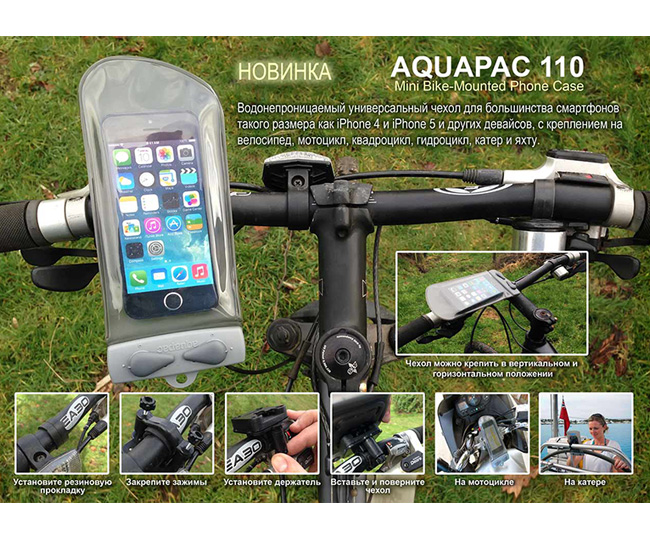 НОВИНКА
AQUAPAC 110
Mini Bike-Mounted Phone Case
Водонепроницаемый универсальный чехол для большинства смартфонов
такого размера как iPhone 4 и iPhone 5 и других девайсов, с креплением на
велосипед, мотоцикл, квадроцикл, гидроцикл, катер и яхту.
Чехол можно крепить в вертикальном и
горизонтальном положении
Установите резиновую
прокладку
Закрепите зажимы
Установите держатель
Вставьте и поверните
чехол
На мотоцикле
На катере